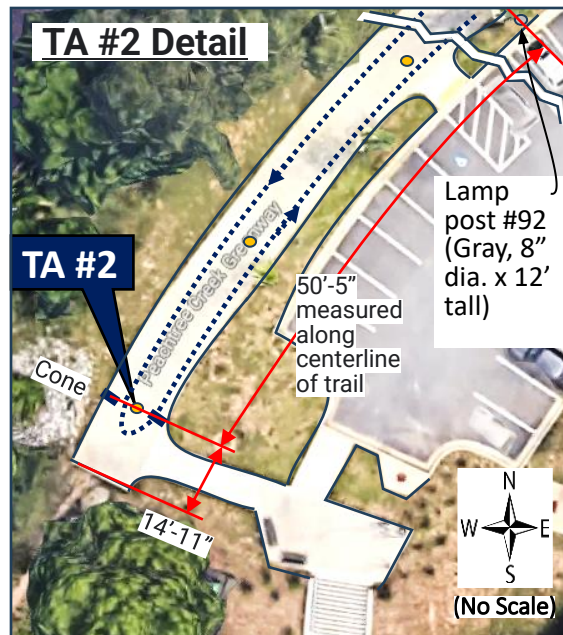 TA #2 Detail
Lamp
post #92
(Gray, 8”
dia. x 12’
tall)
Peachtree Creek Greenway
TA #2
50’-5”
measured
along
centerline
of trail
Cone
14’-11”
N
W E
S
(No Scale)